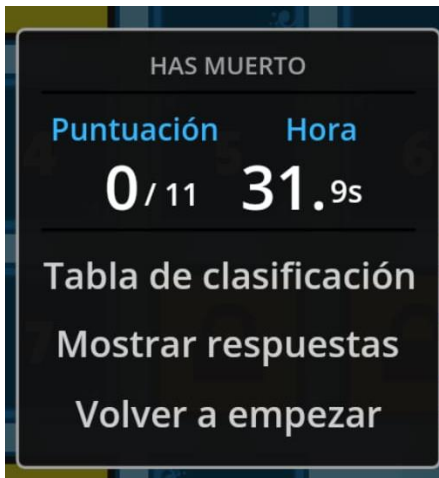 HAS MUERTO
Puntuación Hora
0 / 11 31.9s
Tabla de clasificación
Mostrar respuestas
Volver a empezar